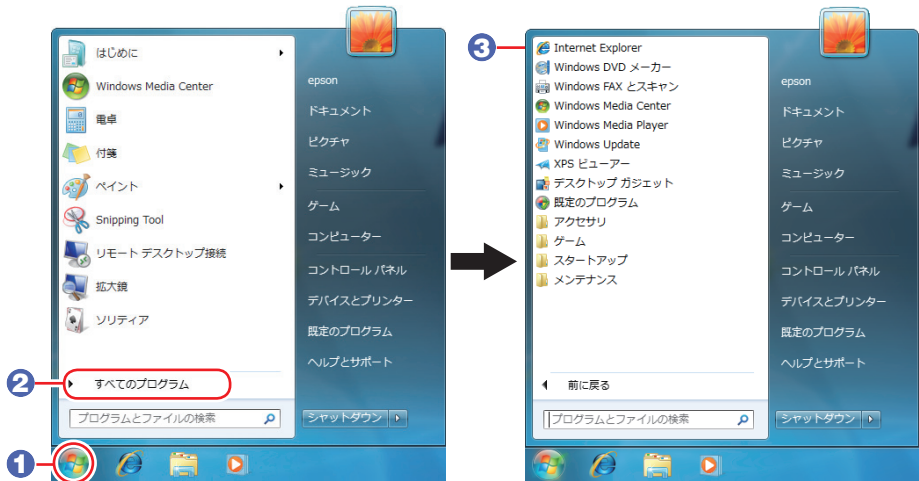 はじめに
Windows Media Center
電卓
付箋
ペイント
Snipping Tool
リモート デスクトップ接続
拡大鏡
ソリティア
2
すべてのプログラム
プログラムとファイルの検索
1
epson
ドキュメント
ピクチャ
ミュージック
ゲーム
コンピューター
コントロール パネル
デバイスとプリンター
既定のプログラム
ヘルプとサポート
シャットダウン
3
Internet Explorer
Windows DVD メーカー
Windows FAX とスキャン
Windows Media Center
Windows Media Player
Windows Update
XPS ビューアー
デスクトップ ガジェット
既定のプログラム
アクセサリ
ゲーム
スタートアップ
メンテナンス
前に戻る
プログラムとファイルの検索
epson
ドキュメント
ピクチャ
ミュージック
ゲーム
コンピューター
コントロール パネル
デバイスとプリンター
既定のプログラム
ヘルプとサポート
シャットダウン